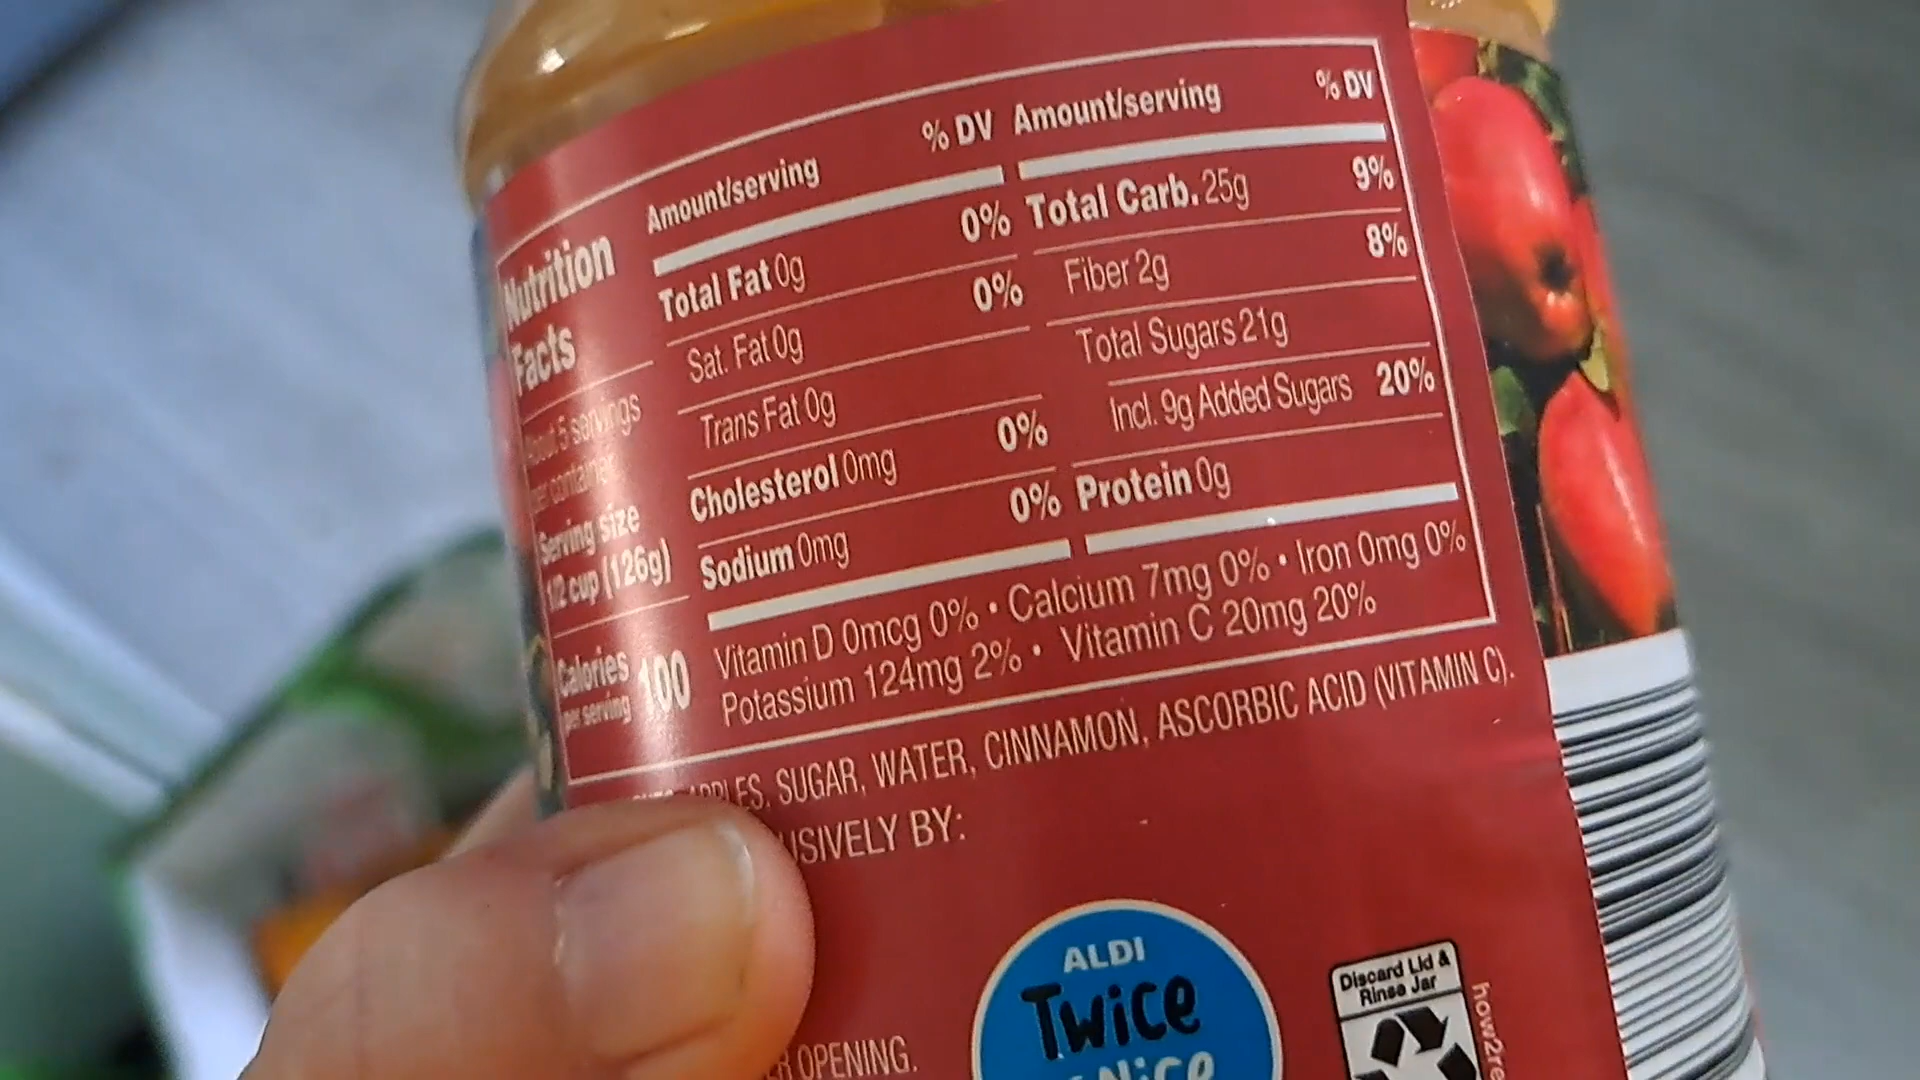 Nutrition
Facts
About 5 servings
per container
Serving size
1/2 cup (126g)
Calories 100
per serving
Amount/serving % DV
Total Fat 0g 0%
Sat. Fat 0g 0%
Trans Fat 0g
Cholesterol 0mg 0%
Sodium 0mg 0%
Amount/serving % DV
Total Carb. 25g 9%
Fiber 2g 8%
Total Sugars 21g
Incl. 9g Added Sugars 20%
Protein 0g
Vitamin D 0mcg 0% • Calcium 7mg 0% • Iron 0mg 0%
Potassium 124mg 2% • Vitamin C 20mg 20%
APPLES, SUGAR, WATER, CINNAMON, ASCORBIC ACID (VITAMIN C).
USIVELY BY:
R OPENING.
ALDI
Twice
Nice
Discard Lid &
Rinse Jar
how2re